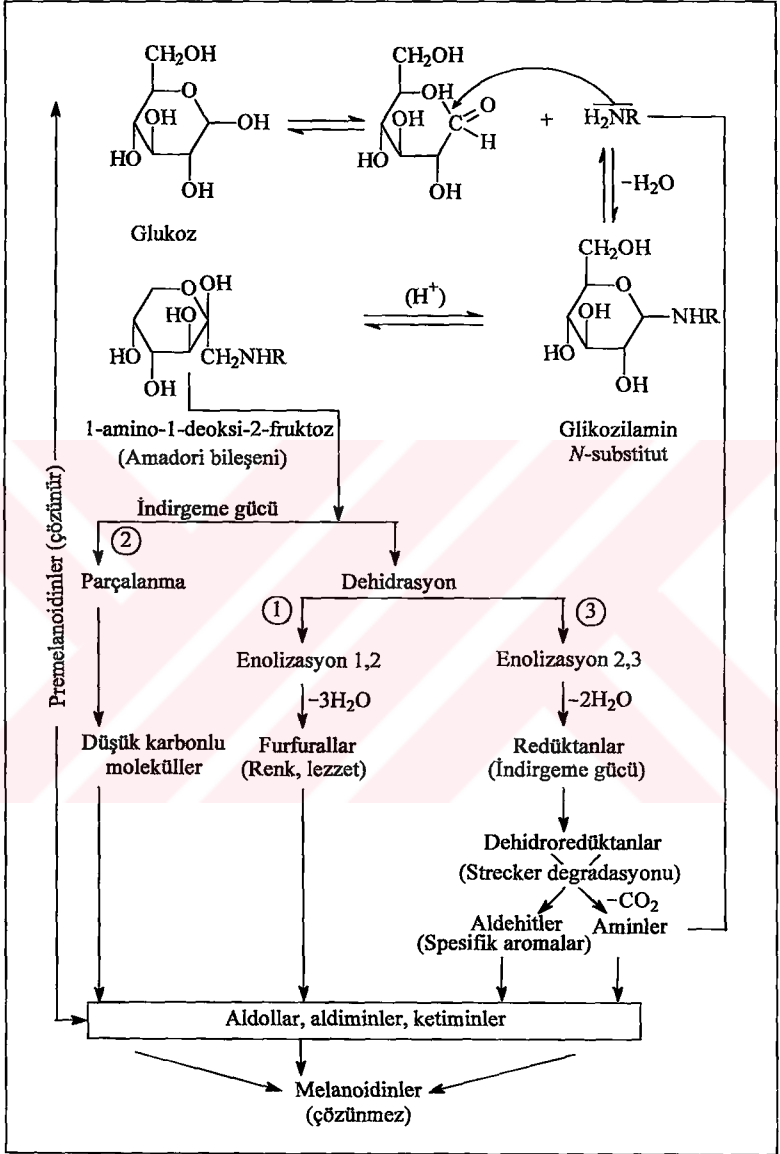 CH₂OH
O
OH
OH
HO
OH
Glukoz
CH₂OH
OH
O
C
H
OH
HO
OH
+
H₂NR
-H₂O
CH₂OH
O
OH
NHR
HO
OH
Glikozilamin
N-substitut
(H⁺)
O
OH
HO
HO
CH₂NHR
OH
1-amino-1-deoksi-2-fruktoz
(Amadori bileşeni)
Premelanoidinler (çözünür)
İndirgeme gücü
2
Parçalanma
Dehidrasyon
1
3
Enolizasyon 1,2
Enolizasyon 2,3
-3H₂O
-2H₂O
Düşük karbonlu
moleküller
Furfurallar
(Renk, lezzet)
Redüktanlar
(İndirgeme gücü)
Dehidroredüktanlar
(Strecker degradasyonu)
-CO₂
Aldehitler
(Spesifik aromalar)
Aminler
Aldollar, aldiminler, ketiminler
Melanoidinler
(çözünmez)